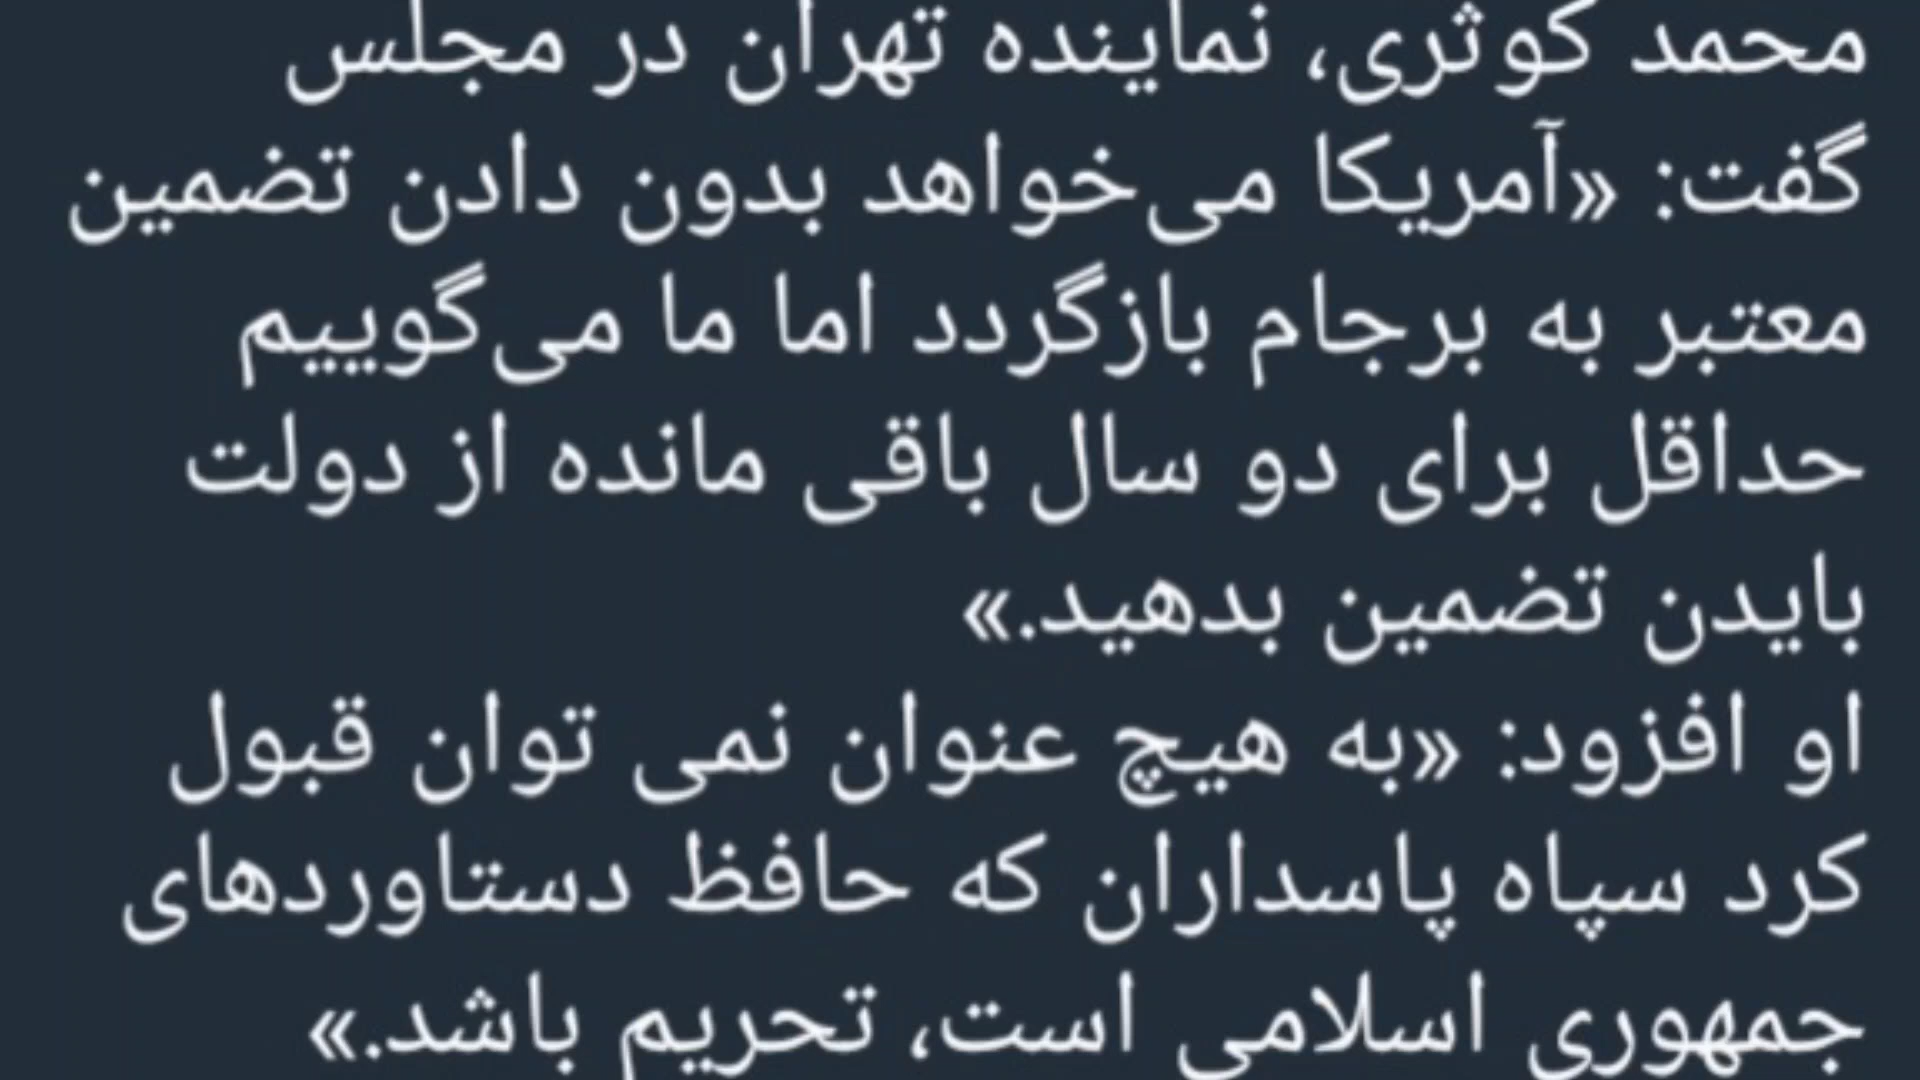 محمد کوثری، نماینده تهران در مجلس
گفت: «آمریکا می‌خواهد بدون دادن تضمین
معتبر به برجام بازگردد اما ما می‌گوییم
حداقل برای دو سال باقی مانده از دولت
بایدن تضمین بدهید.»
او افزود: «به هیچ عنوان نمی توان قبول
کرد سپاه پاسداران که حافظ دستاوردهای
جمهوری اسلامی است، تحریم باشد.»